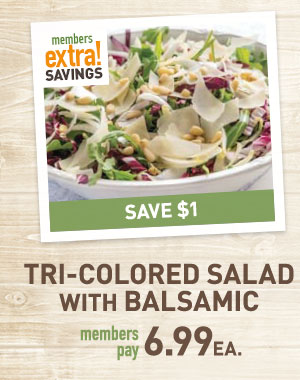 members
extra!
SAVINGS
SAVE $1
TRI-COLORED SALAD
WITH BALSAMIC
members
pay 6.99EA.